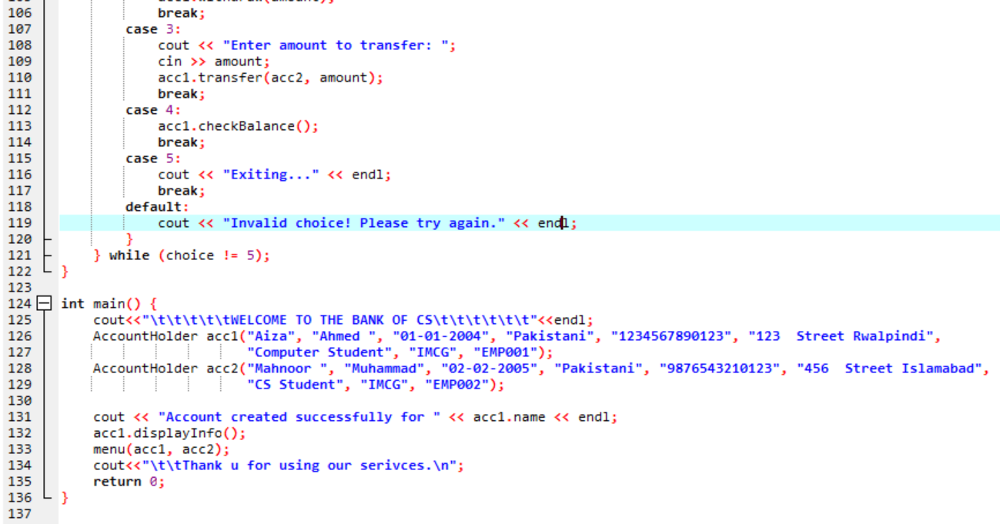 106 break;
107 case 3:
108 cout << "Enter amount to transfer: ";
109 cin >> amount;
110 acc1.transfer(acc2, amount);
111 break;
112 case 4:
113 acc1.checkBalance();
114 break;
115 case 5:
116 cout << "Exiting..." << endl;
117 break;
118 default:
119 cout << "Invalid choice! Please try again." << endl;
120 }
121 } while (choice != 5);
122 }
123
124 int main() {
125 cout<<"\t\t\t\t\tWELCOME TO THE BANK OF CS\t\t\t\t\t\t"<<endl;
126 AccountHolder acc1("Aiza", "Ahmed ", "01-01-2004", "Pakistani", "1234567890123", "123  Street Rwalpindi",
127 "Computer Student", "IMCG", "EMP001");
128 AccountHolder acc2("Mahnoor ", "Muhammad", "02-02-2005", "Pakistani", "9876543210123", "456  Street Islamabad",
129 "CS Student", "IMCG", "EMP002");
130
131 cout << "Account created successfully for " << acc1.name << endl;
132 acc1.displayInfo();
133 menu(acc1, acc2);
134 cout<<"\t\tThank u for using our serivces.\n";
135 return 0;
136 }
137